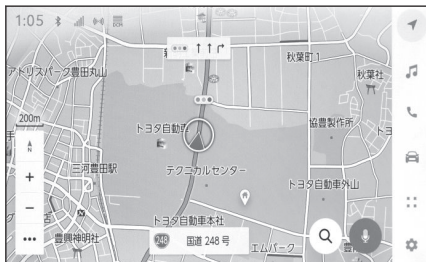 1:05
秋葉町1
アトリスパーク豊田丸山
秋葉社
200m
トヨタ自動車
協豊製作所
N
三河豊田駅
テクニカルセンター
トヨタ自動車外山
トヨタ自動車本社
豊興神明社
248
国道 248 号
エムパーク